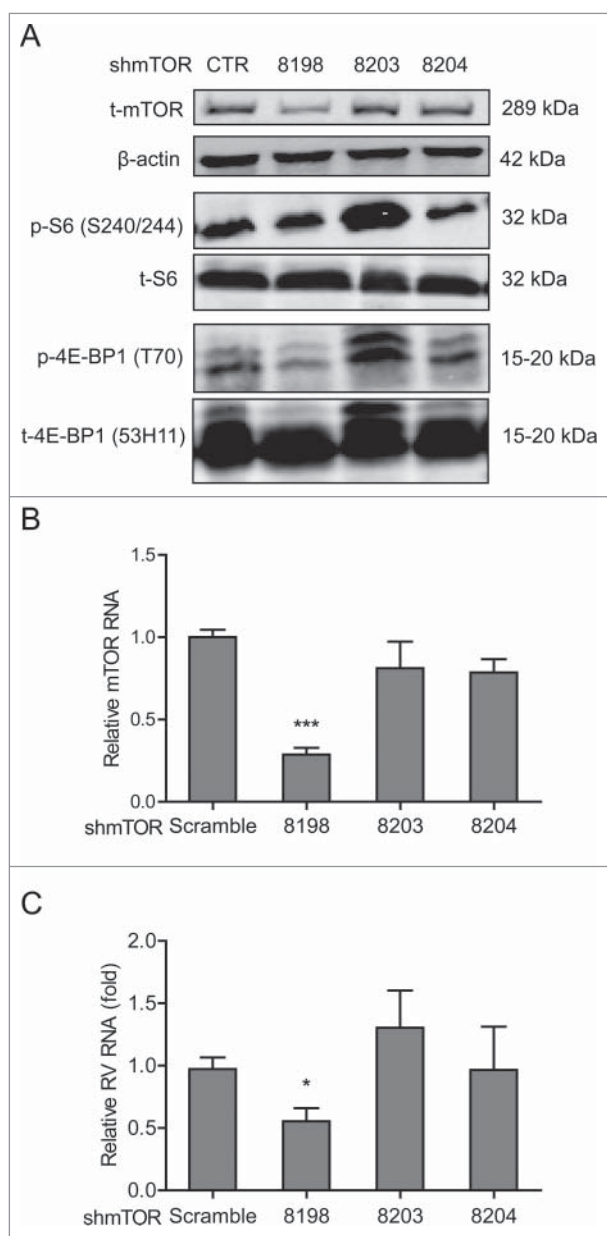 A
shmTOR CTR 8198 8203 8204
t-mTOR 289 kDa
β-actin 42 kDa
p-S6 (S240/244) 32 kDa
t-S6 32 kDa
p-4E-BP1 (T70) 15-20 kDa
t-4E-BP1 (53H11) 15-20 kDa
B
Relative mTOR RNA
1.5
1.0
0.5
0.0
***
shmTOR Scramble 8198 8203 8204
C
Relative RV RNA (fold)
2.0
1.5
1.0
0.5
0.0
*
shmTOR Scramble 8198 8203 8204